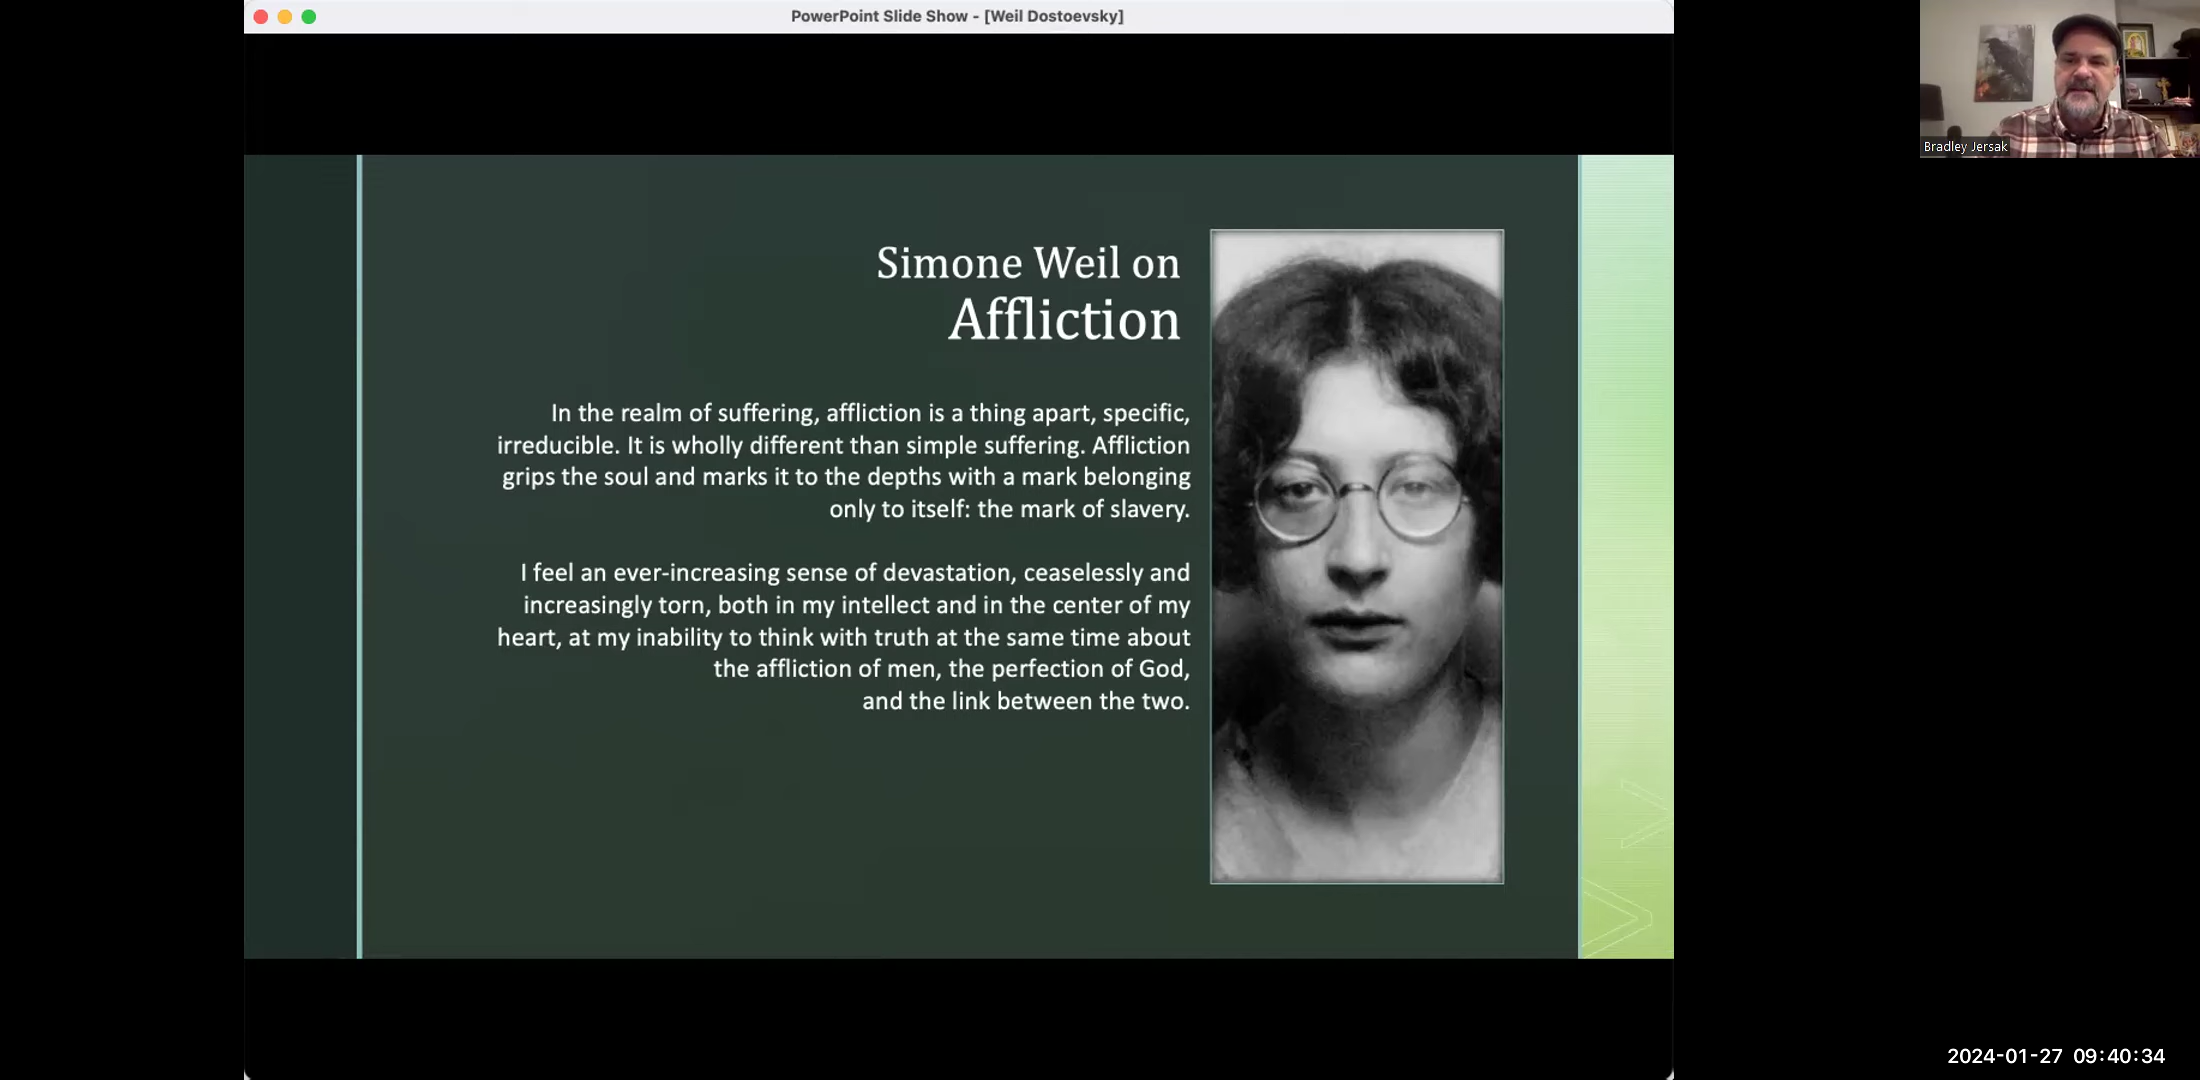 PowerPoint Slide Show - [Weil Dostoevsky]
Bradley Jersak
Simone Weil on
Affliction
In the realm of suffering, affliction is a thing apart, specific,
irreducible. It is wholly different than simple suffering. Affliction
grips the soul and marks it to the depths with a mark belonging
only to itself: the mark of slavery.
I feel an ever-increasing sense of devastation, ceaselessly and
increasingly torn, both in my intellect and in the center of my
heart, at my inability to think with truth at the same time about
the affliction of men, the perfection of God,
and the link between the two.
2024-01-27 09:40:34